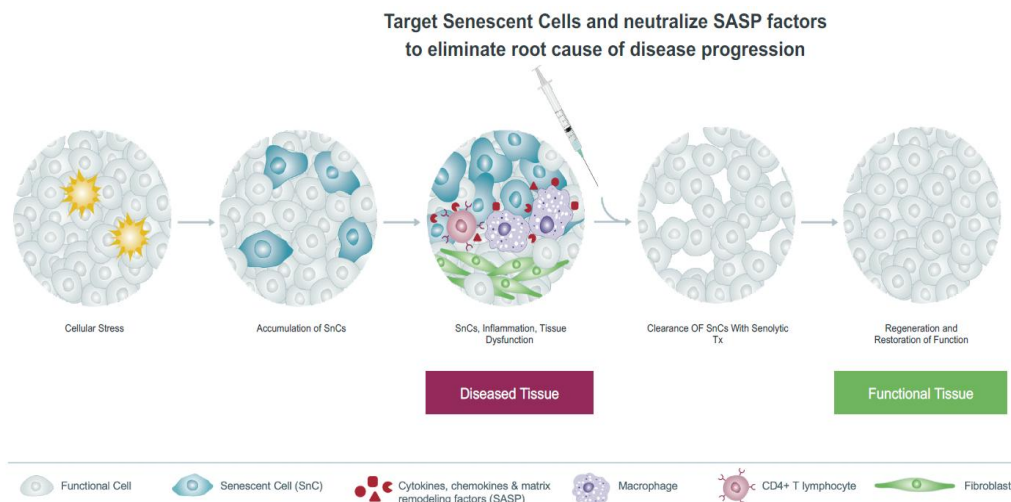 Target Senescent Cells and neutralize SASP factors
to eliminate root cause of disease progression
Cellular Stress
Accumulation of SnCs
SnCs, Inflammation, Tissue
Dysfunction
Clearance OF SnCs With Senolytic
Tx
Regeneration and
Restoration of Function
Diseased Tissue
Functional Tissue
Functional Cell
Senescent Cell (SnC)
Cytokines, chemokines & matrix
remodeling factors (SASP)
Macrophage
CD4+ T lymphocyte
Fibroblast